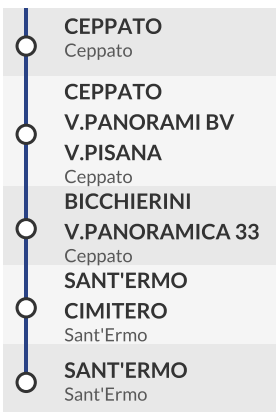 CEPPATO
Ceppato
CEPPATO
V.PANORAMI BV
V.PISANA
Ceppato
BICCHIERINI
V.PANORAMICA 33
Ceppato
SANT'ERMO
CIMITERO
Sant'Ermo
SANT'ERMO
Sant'Ermo